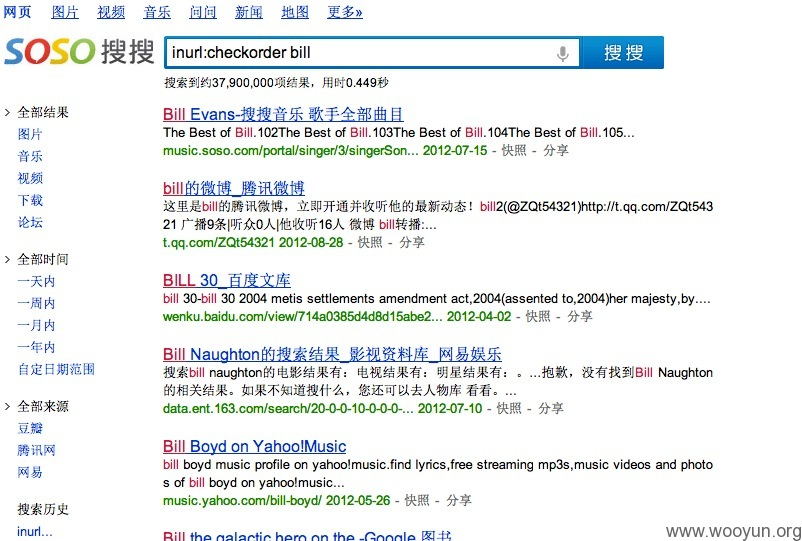 网页 图片 视频 音乐 问问 新闻 地图 更多»
SOSO 搜搜 inurl:checkorder bill 搜搜
搜索到约37,900,000项结果，用时0.449秒
全部结果
图片
音乐
视频
下载
论坛
全部时间
一天内
一周内
一月内
一年内
自定日期范围
全部来源
豆瓣
腾讯网
网易
搜索历史
inurl...
Bill Evans-搜搜音乐 歌手全部曲目
The Best of Bill.102The Best of Bill.103The Best of Bill.104The Best of Bill.105...
music.soso.com/portal/singer/3/singerSon... 2012-07-15 - 快照 - 分享
bill的微博_腾讯微博
这里是bill的腾讯微博，立即开通并收听他的最新动态！bill2(@ZQt54321)http://t.qq.com/ZQt543
21 广播9条|听众0人|他收听16人 微博 bill转播:...
t.qq.com/ZQt54321 2012-08-28 - 快照 - 分享
BILL 30_百度文库
bill 30-bill 30 2004 metis settlements amendment act,2004(assented to,2004)her majesty,by....
wenku.baidu.com/view/714a0385d4d8d15abe2... 2012-04-02 - 快照 - 分享
Bill Naughton的搜索结果_影视资料库_网易娱乐
搜索bill naughton的电影结果有：电视结果有：明星结果有：。...抱歉，没有找到Bill Naughton
的相关结果。如果不知道搜什么，您还可以去人物库 看看。...
data.ent.163.com/search/20-0-0-10-0-0-0-... 2012-07-10 - 快照 - 分享
Bill Boyd on Yahoo!Music
bill boyd music profile on yahoo!music.find lyrics,free streaming mp3s,music videos and photo
s of bill boyd on yahoo!music...
music.yahoo.com/bill-boyd/ 2012-05-26 - 快照 - 分享
Bill the galactic hero on the -Google 图书
www.wooyun.org